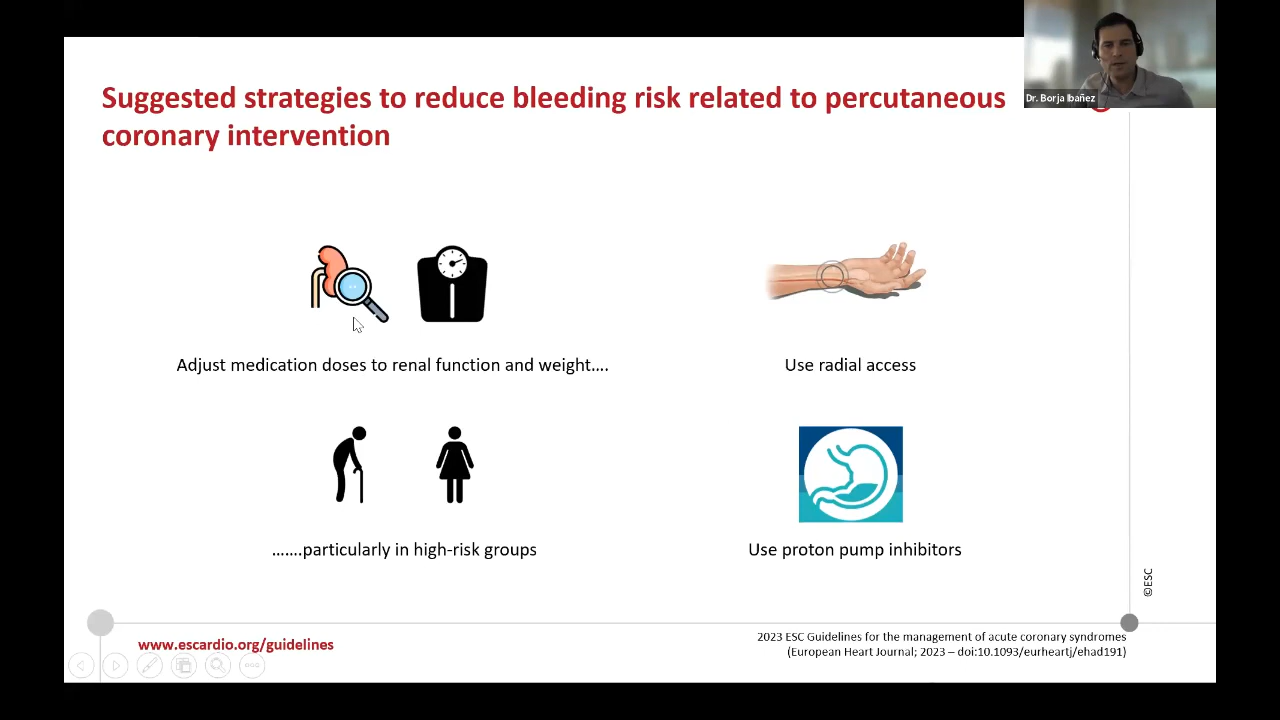 Suggested strategies to reduce bleeding risk related to percutaneous
coronary intervention
Dr. Borja Ibañez
Adjust medication doses to renal function and weight....
Use radial access
.......particularly in high-risk groups
Use proton pump inhibitors
©ESC
www.escardio.org/guidelines
2023 ESC Guidelines for the management of acute coronary syndromes
(European Heart Journal; 2023 – doi:10.1093/eurheartj/ehad191)